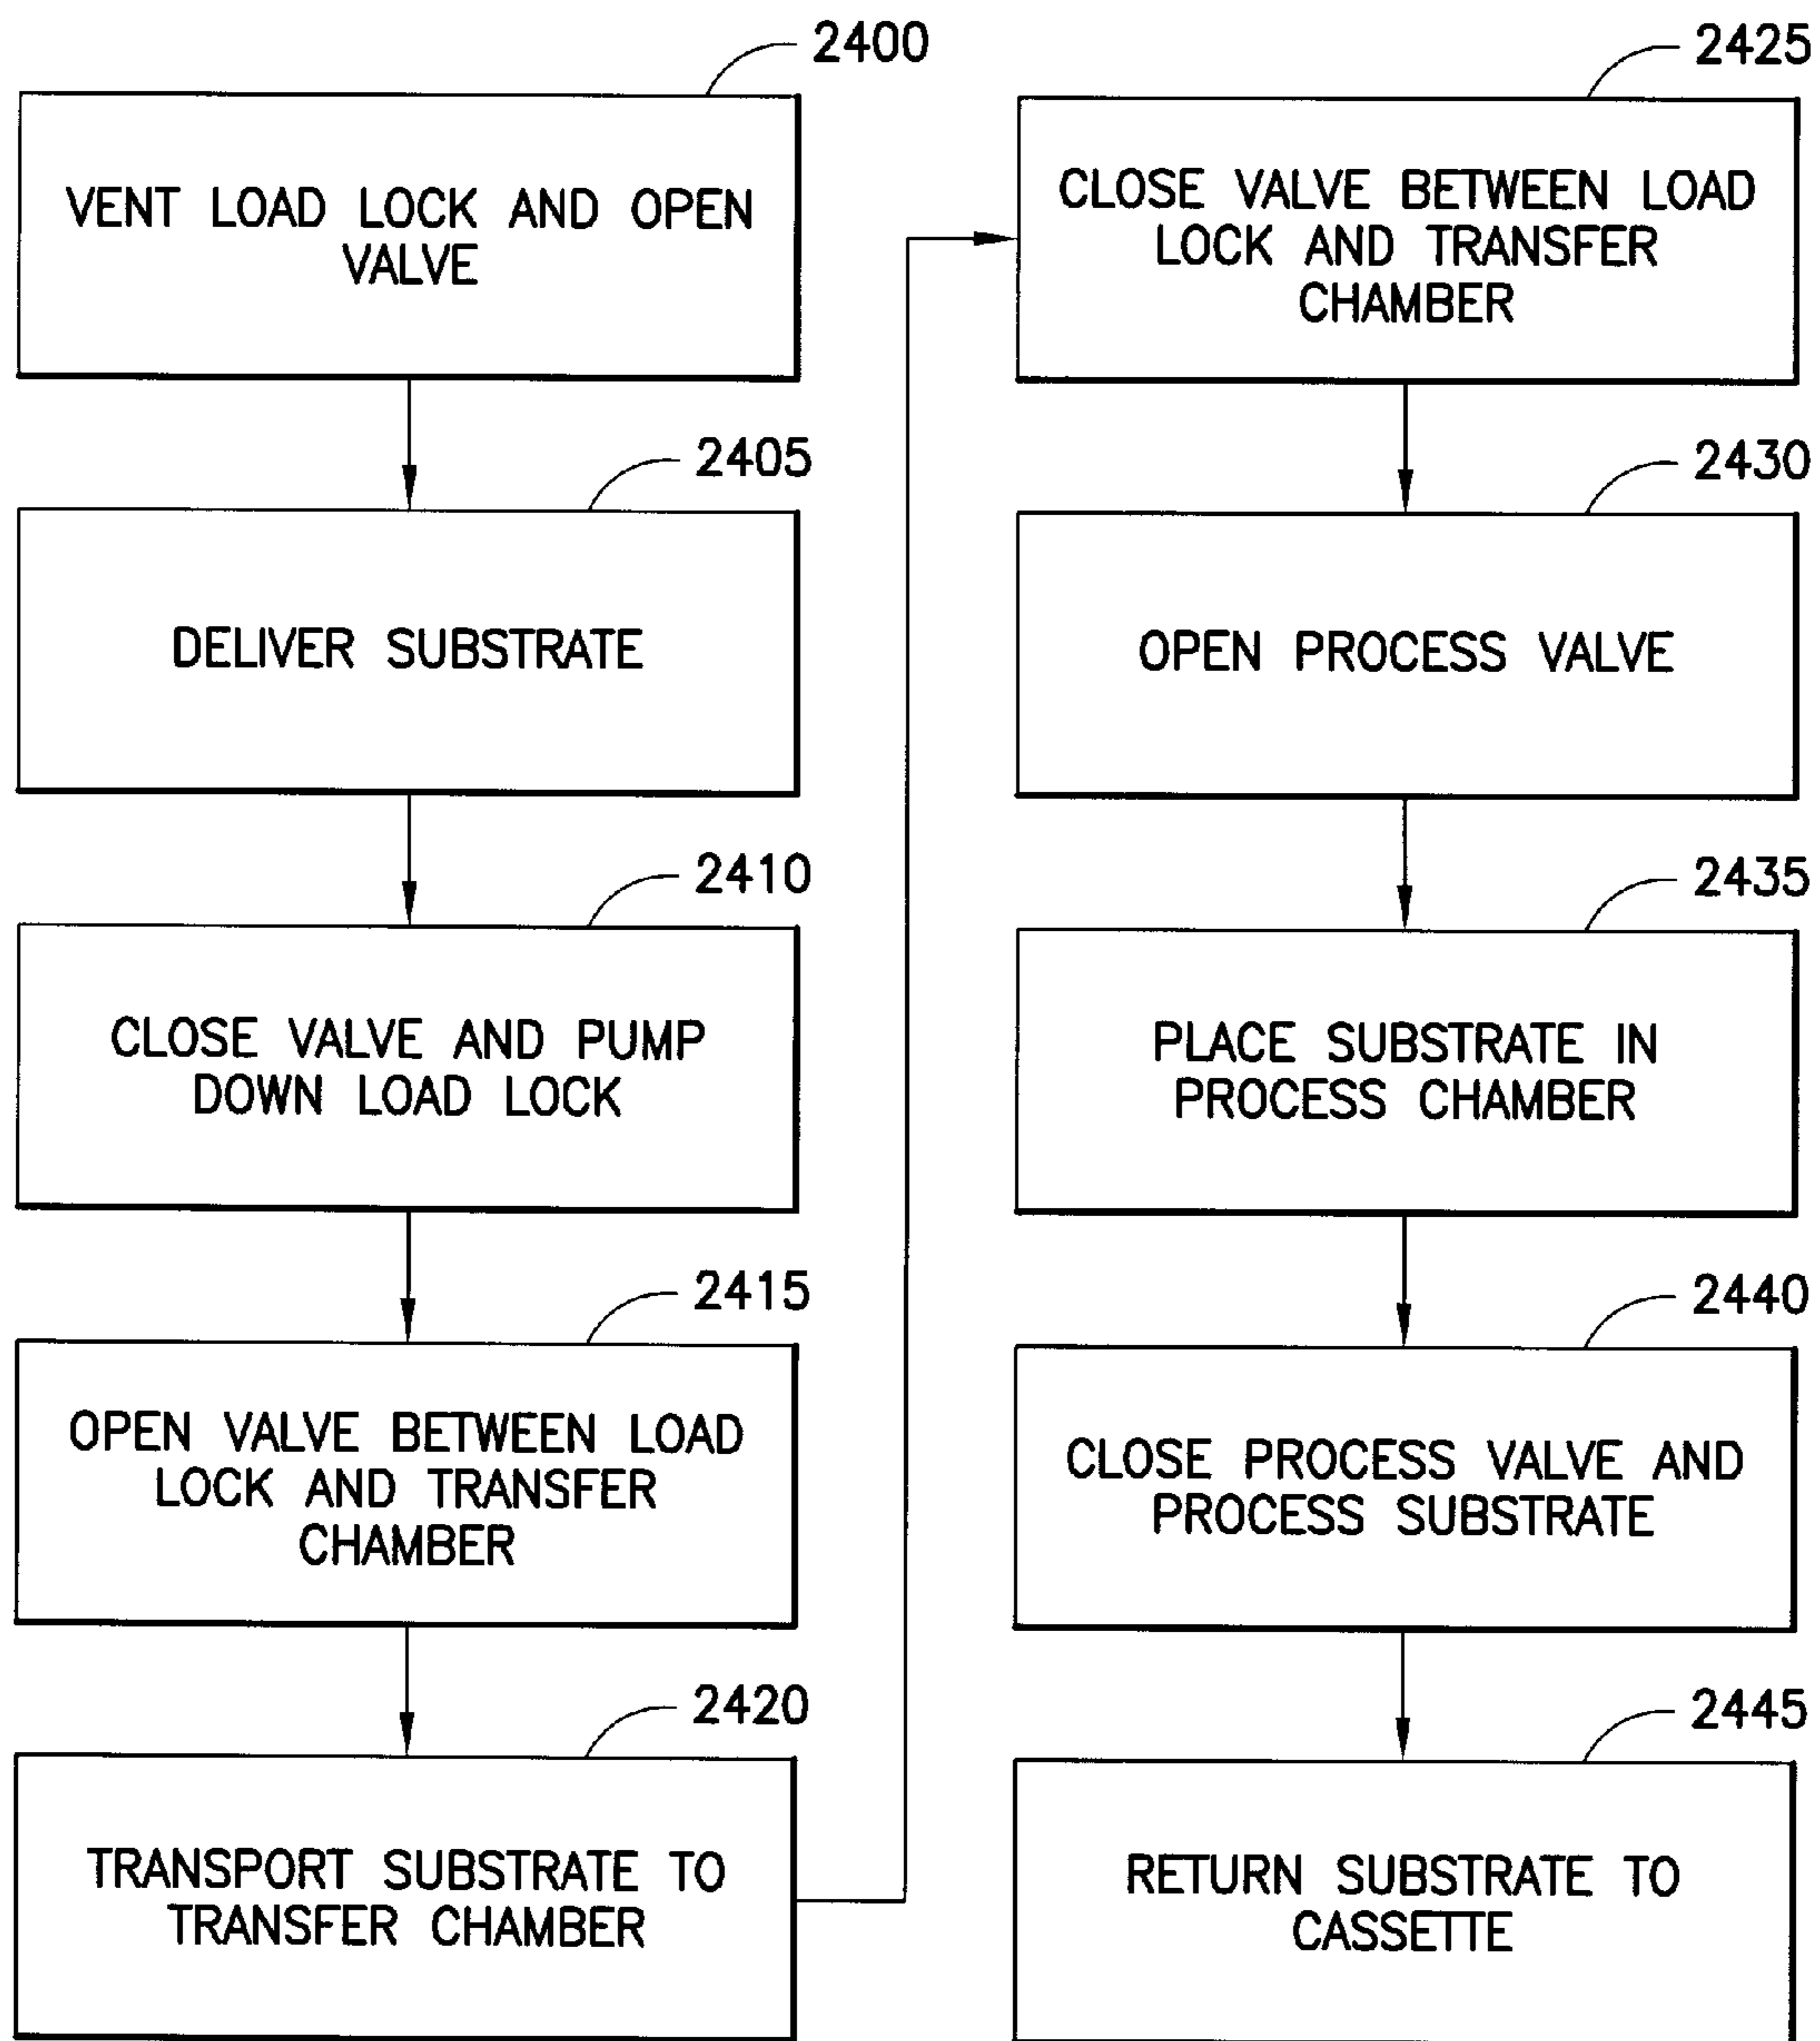 2400
VENT LOAD LOCK AND OPEN
VALVE
2405
DELIVER SUBSTRATE
2410
CLOSE VALVE AND PUMP
DOWN LOAD LOCK
2415
OPEN VALVE BETWEEN LOAD
LOCK AND TRANSFER
CHAMBER
2420
TRANSPORT SUBSTRATE TO
TRANSFER CHAMBER
2425
CLOSE VALVE BETWEEN LOAD
LOCK AND TRANSFER
CHAMBER
2430
OPEN PROCESS VALVE
2435
PLACE SUBSTRATE IN
PROCESS CHAMBER
2440
CLOSE PROCESS VALVE AND
PROCESS SUBSTRATE
2445
RETURN SUBSTRATE TO
CASSETTE